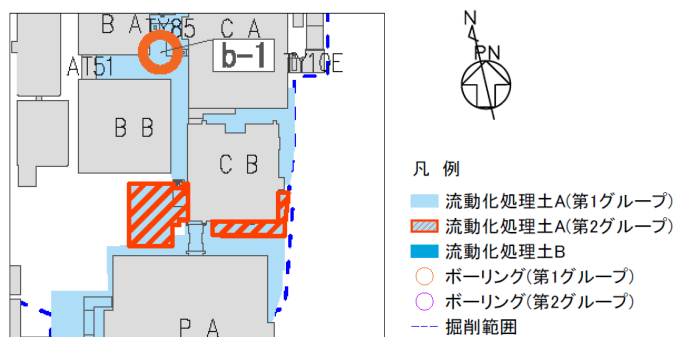 B A
TY85
C A
b-1
AT51
TY10E
B B
C B
P A
N
PN
凡 例
流動化処理土A(第1グループ)
流動化処理土A(第2グループ)
流動化処理土B
ボーリング(第1グループ)
ボーリング(第2グループ)
掘削範囲